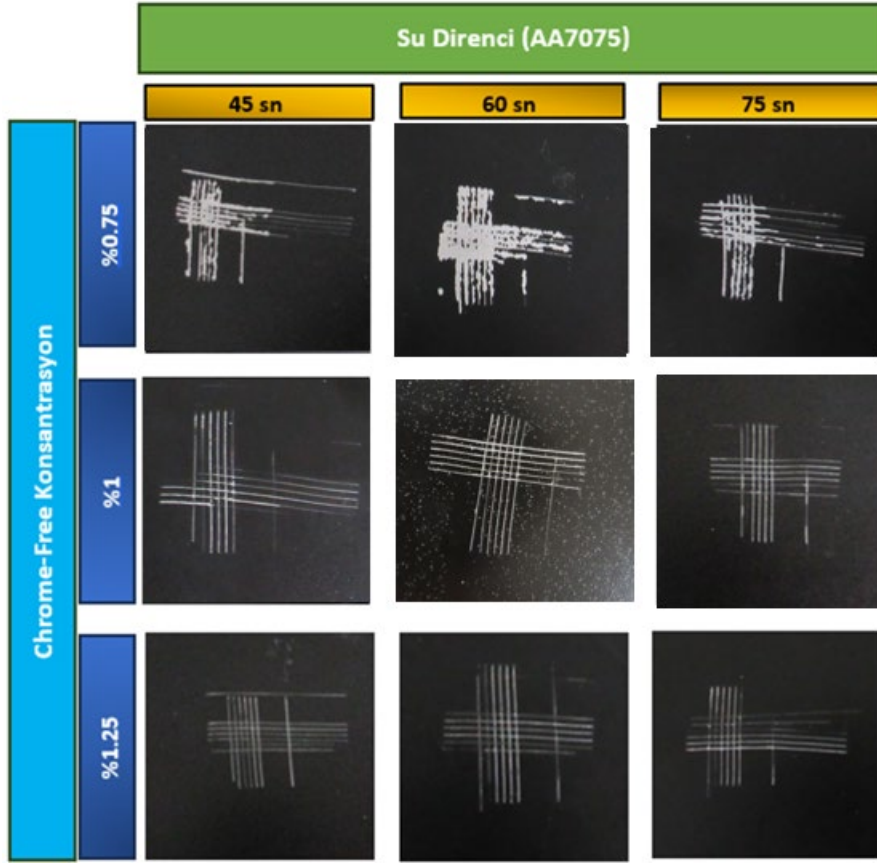 Su Direnci (AA7075)
45 sn
60 sn
75 sn
Chrome-Free Konsantrasyon
%0.75
%1
%1.25